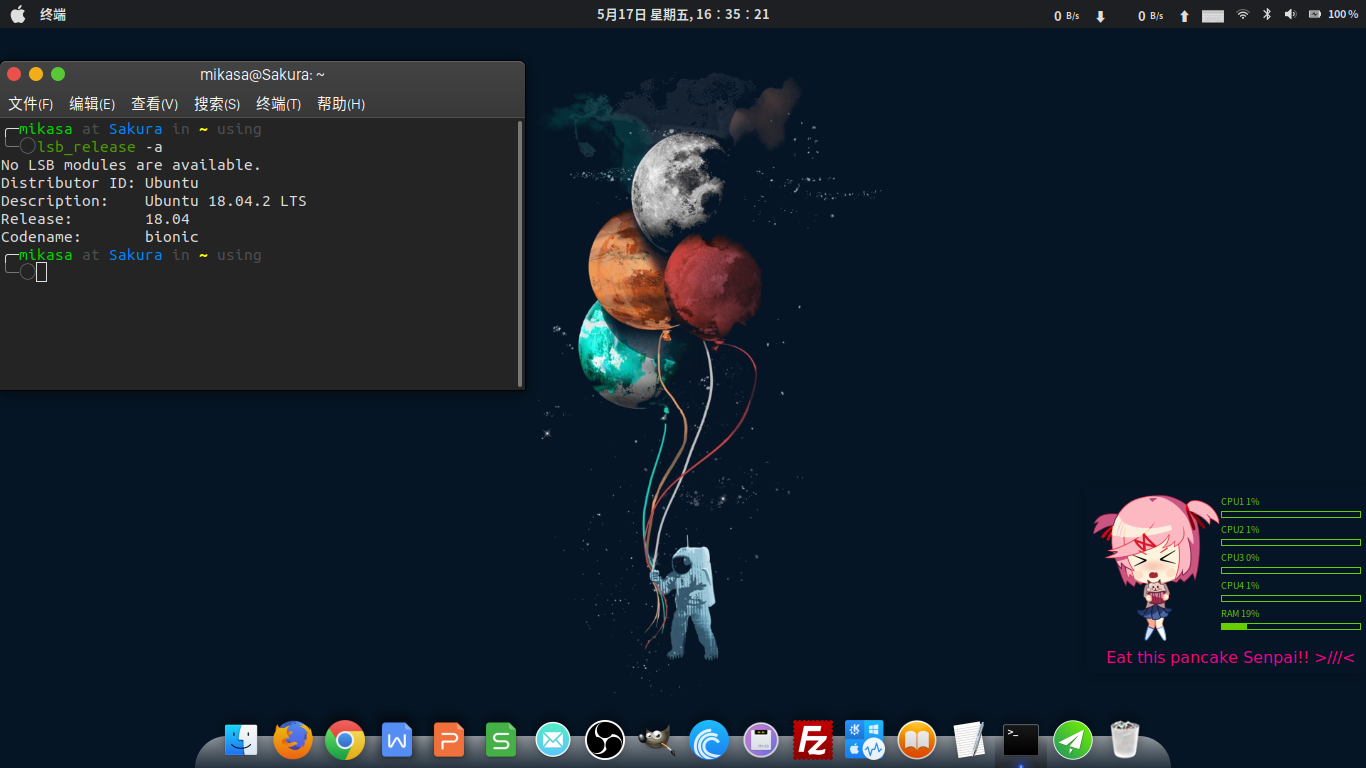 终端
5月17日 星期五, 16：35：21
0 B/s
0 B/s
100 %
mikasa@Sakura: ~
文件(F) 编辑(E) 查看(V) 搜索(S) 终端(T) 帮助(H)
mikasa at Sakura in ~ using
lsb_release -a
No LSB modules are available.
Distributor ID: Ubuntu
Description: Ubuntu 18.04.2 LTS
Release: 18.04
Codename: bionic
mikasa at Sakura in ~ using
CPU1 1%
CPU2 1%
CPU3 0%
CPU4 1%
RAM 19%
Eat this pancake Senpai!! >///<
W
P
S
Fz
>_